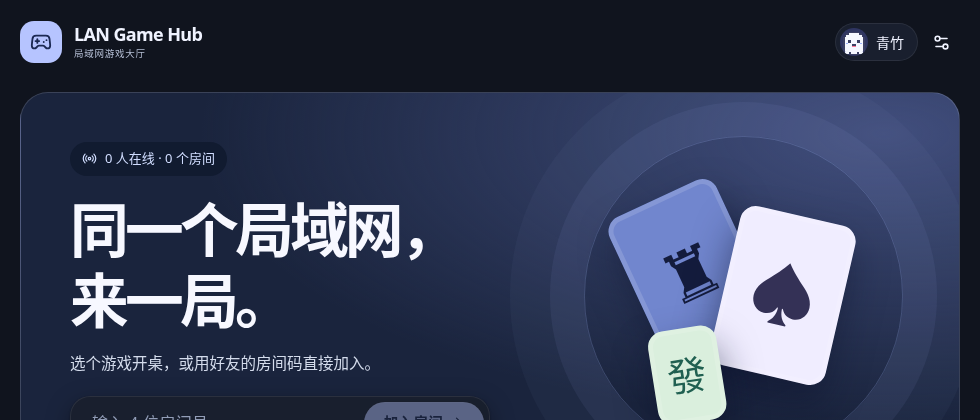 LAN Game Hub
局域网游戏大厅
青竹
0 人在线 · 0 个房间
同一个局域网，
来一局。
选个游戏开桌，或用好友的房间码直接加入。
發